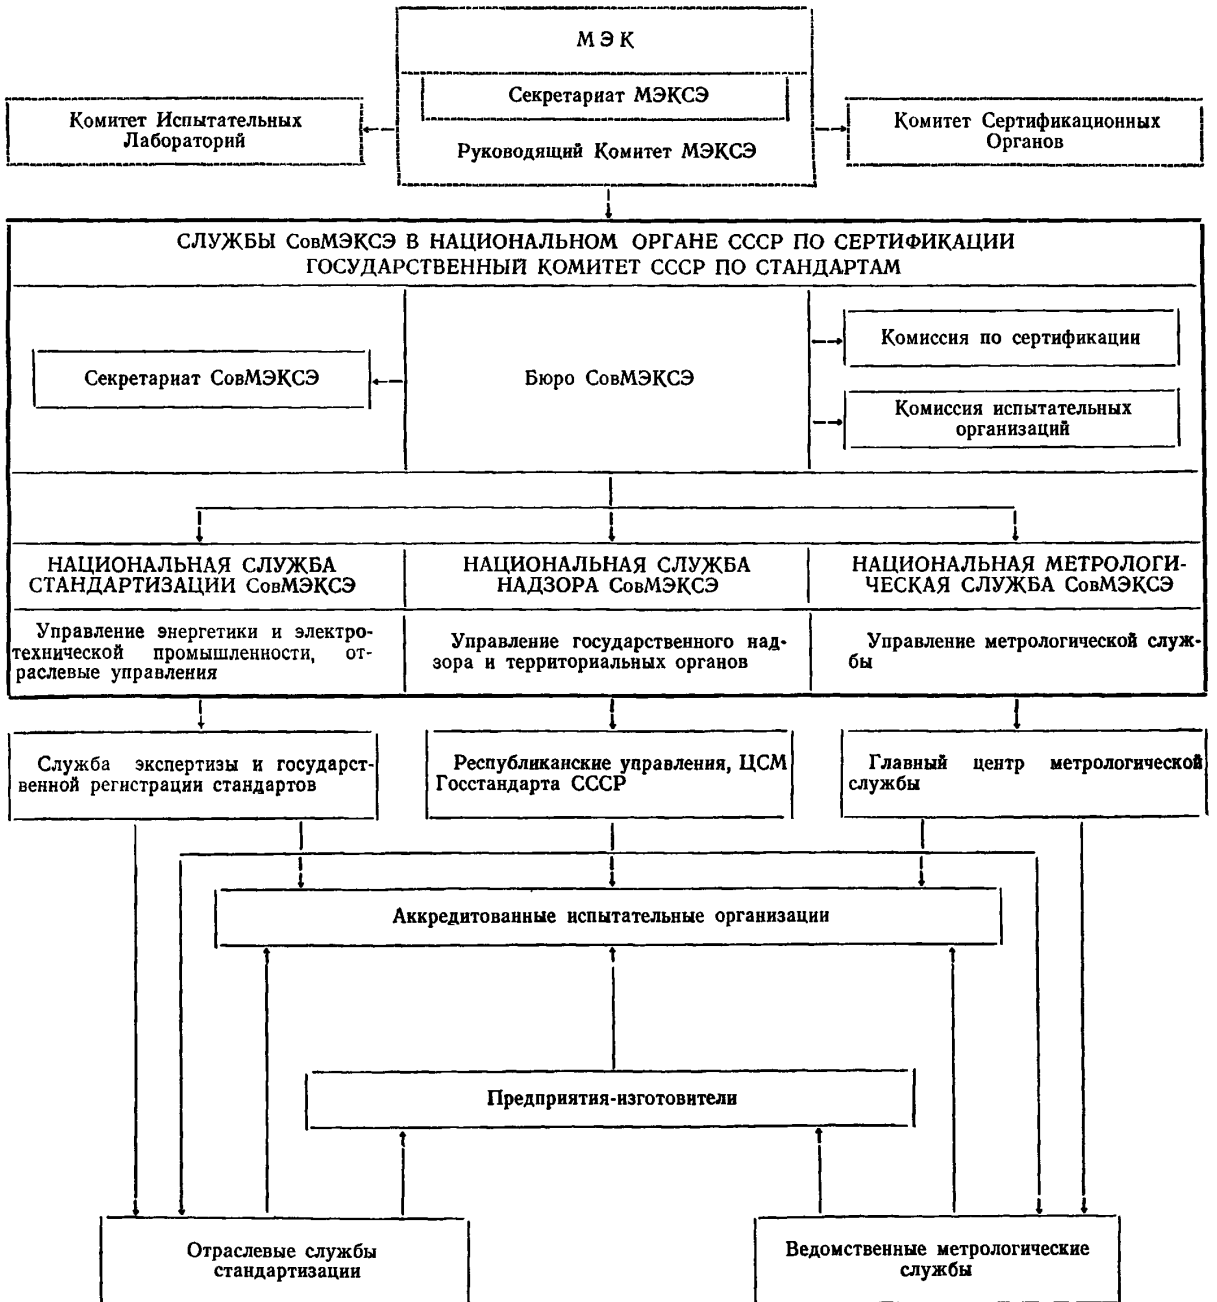 МЭК
Секретариат МЭКСЭ
Руководящий Комитет МЭКСЭ
Комитет Испытательных
Лабораторий
Комитет Сертификационных
Органов
СЛУЖБЫ СовМЭКСЭ В НАЦИОНАЛЬНОМ ОРГАНЕ СССР ПО СЕРТИФИКАЦИИ
ГОСУДАРСТВЕННЫЙ КОМИТЕТ СССР ПО СТАНДАРТАМ
Секретариат СовМЭКСЭ
Бюро СовМЭКСЭ
Комиссия по сертификации
Комиссия испытательных
организаций
НАЦИОНАЛЬНАЯ СЛУЖБА
СТАНДАРТИЗАЦИИ СовМЭКСЭ
НАЦИОНАЛЬНАЯ СЛУЖБА
НАДЗОРА СовМЭКСЭ
НАЦИОНАЛЬНАЯ МЕТРОЛОГИ-
ЧЕСКАЯ СЛУЖБА СовМЭКСЭ
Управление энергетики и электро-
технической промышленности, от-
раслевые управления
Управление государственного над-
зора и территориальных органов
Управление метрологической служ-
бы
Служба экспертизы и государст-
венной регистрации стандартов
Республиканские управления, ЦСМ
Госстандарта СССР
Главный центр метрологической
службы
Аккредитованные испытательные организации
Предприятия-изготовители
Отраслевые службы
стандартизации
Ведомственные метрологические
службы